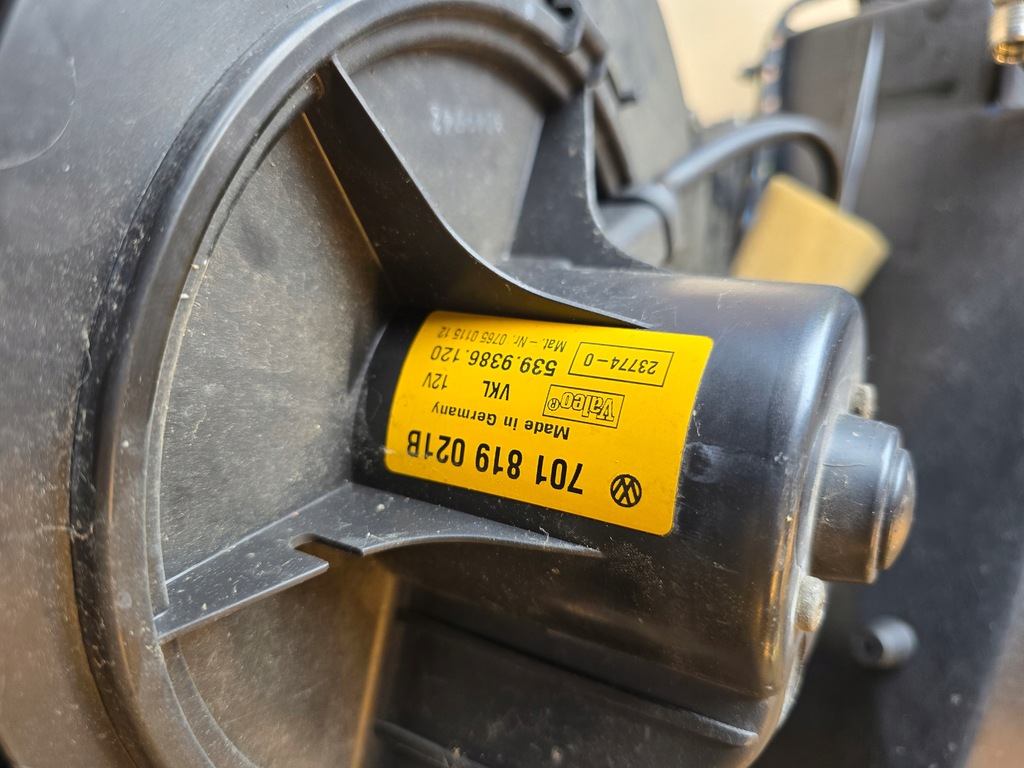 701 819 021B
Made in Germany
Valeo®
VKL 12V
539.9386.120
23774-0
Mat. - Nr. 0765 0115 12